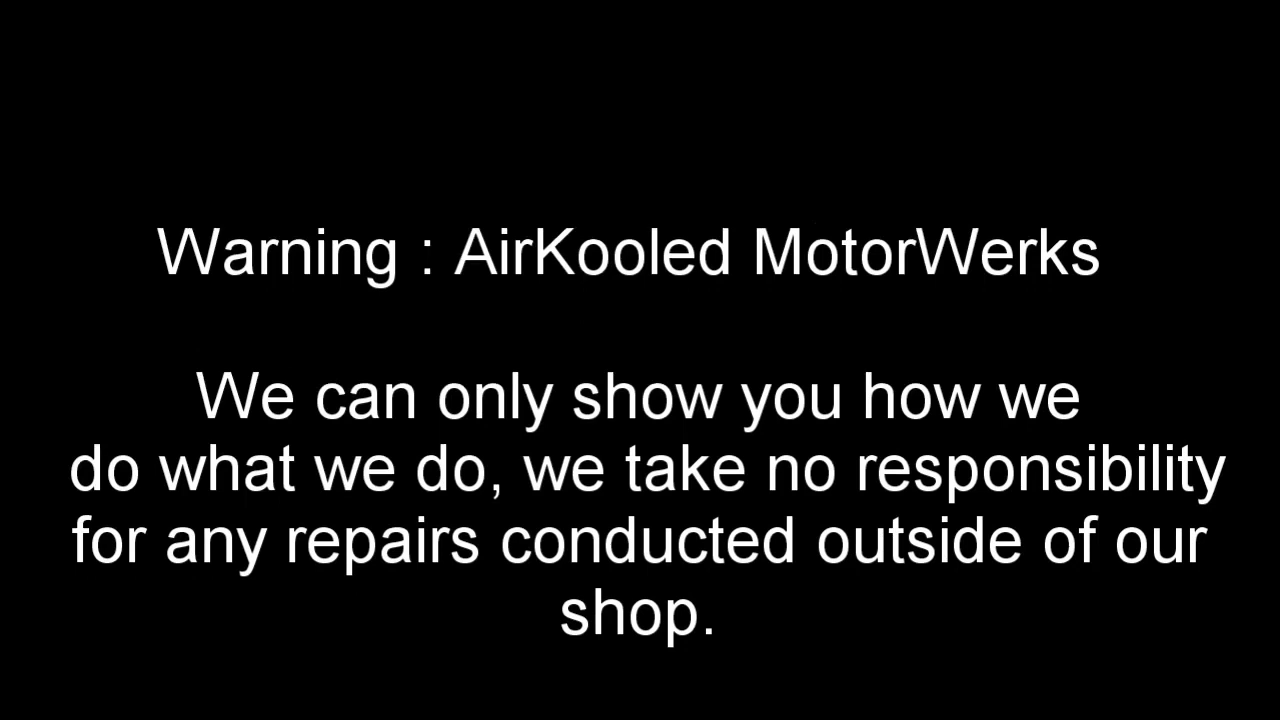 Warning : AirKooled MotorWerks
We can only show you how we
do what we do, we take no responsibility
for any repairs conducted outside of our
shop.